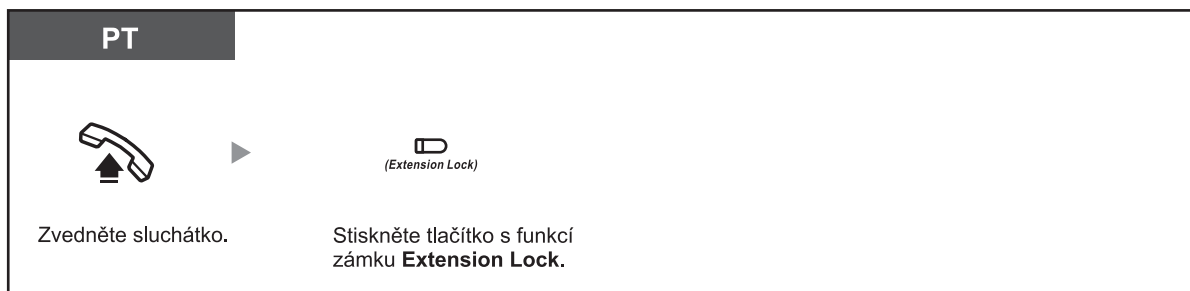 PT
(Extension Lock)
Zvedněte sluchátko.
Stiskněte tlačítko s funkcí
zámku Extension Lock.